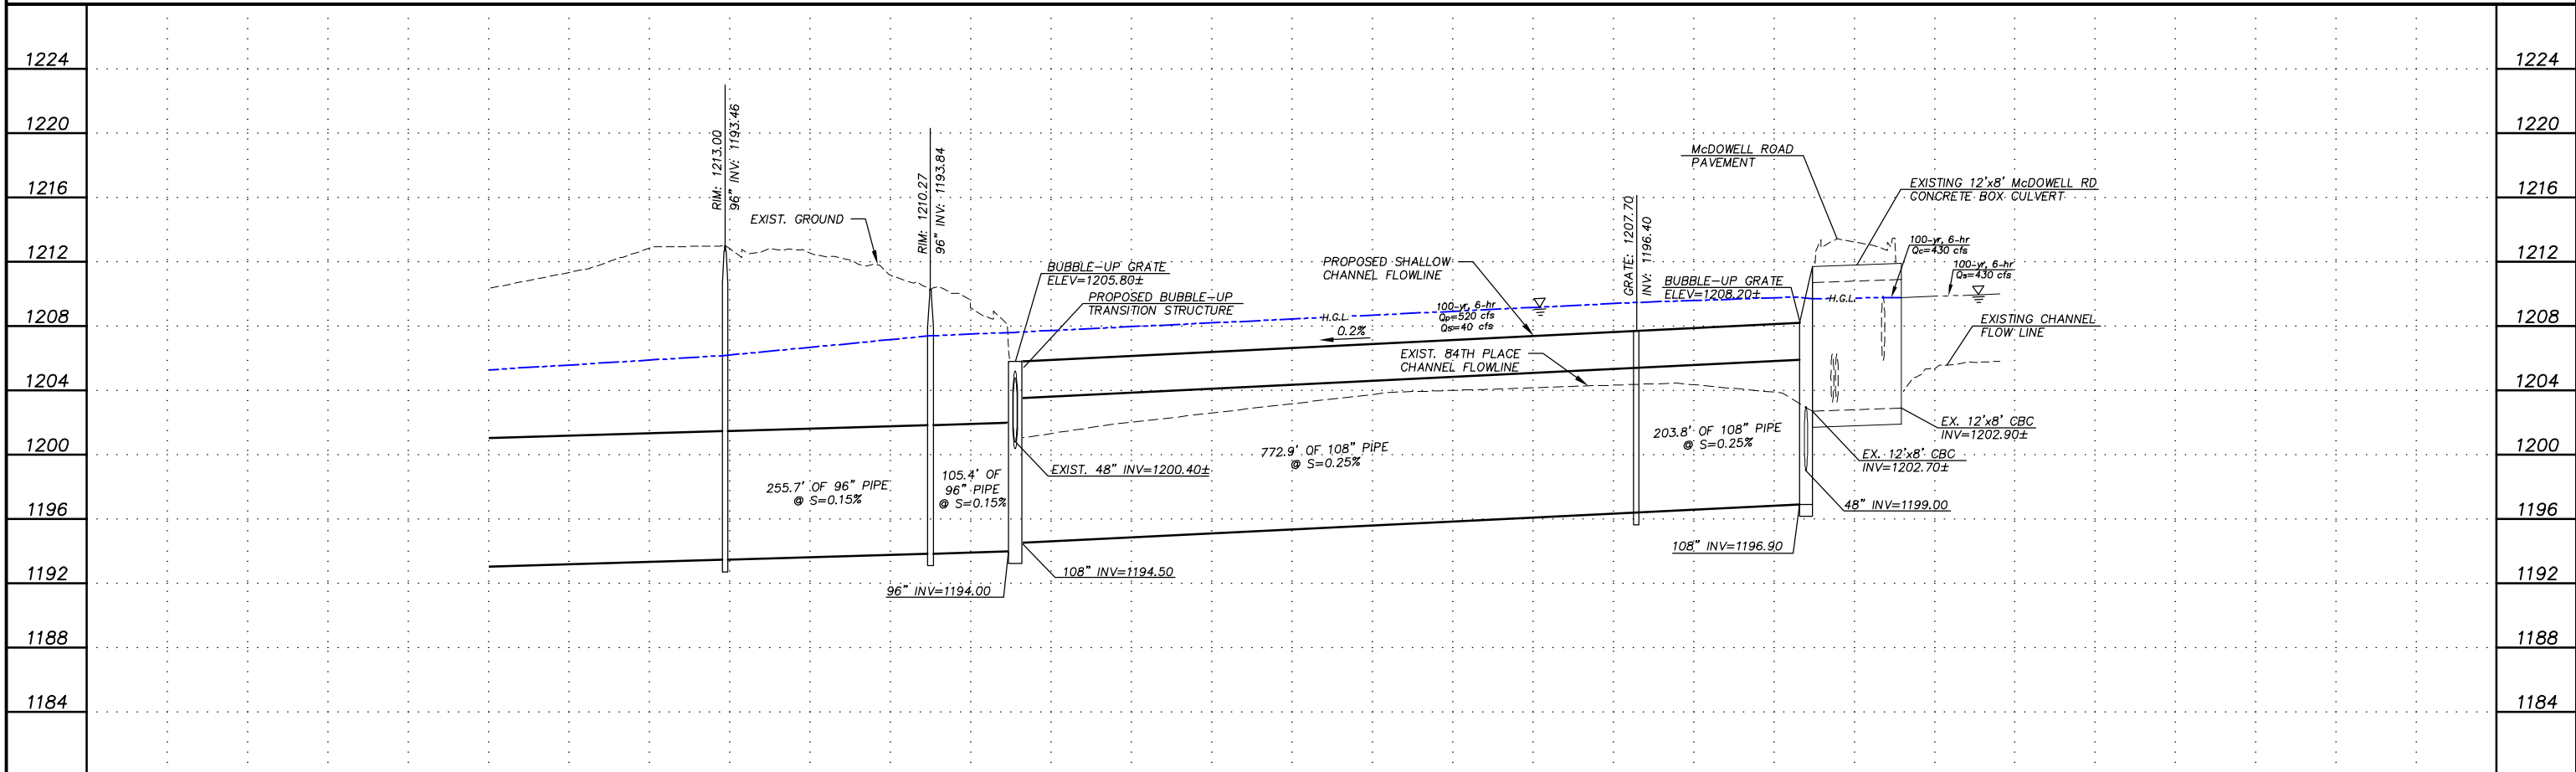 1224
1220
1216
1212
1208
1204
1200
1196
1192
1188
1184
RIM: 1213.00
96" INV: 1193.46
EXIST. GROUND
RIM: 1210.27
96" INV: 1193.84
BUBBLE-UP GRATE
ELEV=1205.80±
PROPOSED BUBBLE-UP
TRANSITION STRUCTURE
255.7' OF 96" PIPE
@ S=0.15%
105.4' OF
96" PIPE
@ S=0.15%
EXIST. 48" INV=1200.40±
96" INV=1194.00
108" INV=1194.50
PROPOSED SHALLOW
CHANNEL FLOWLINE
H.G.L.
0.2%
100-yr, 6-hr
Qp=520 cfs
Qs=40 cfs
EXIST. 84TH PLACE
CHANNEL FLOWLINE
772.9' OF 108" PIPE
@ S=0.25%
GRATE: 1207.70
INV: 1196.40
BUBBLE-UP GRATE
ELEV=1208.20±
203.8' OF 108" PIPE
@ S=0.25%
108" INV=1196.90
McDOWELL ROAD
PAVEMENT
EXISTING 12'x8' McDOWELL RD
CONCRETE BOX CULVERT
100-yr, 6-hr
Qc=430 cfs
100-yr, 6-hr
Qs=430 cfs
H.G.L.
EXISTING CHANNEL
FLOW LINE
EX. 12'x8' CBC
INV=1202.90±
EX. 12'x8' CBC
INV=1202.70±
48" INV=1199.00
1224
1220
1216
1212
1208
1204
1200
1196
1192
1188
1184